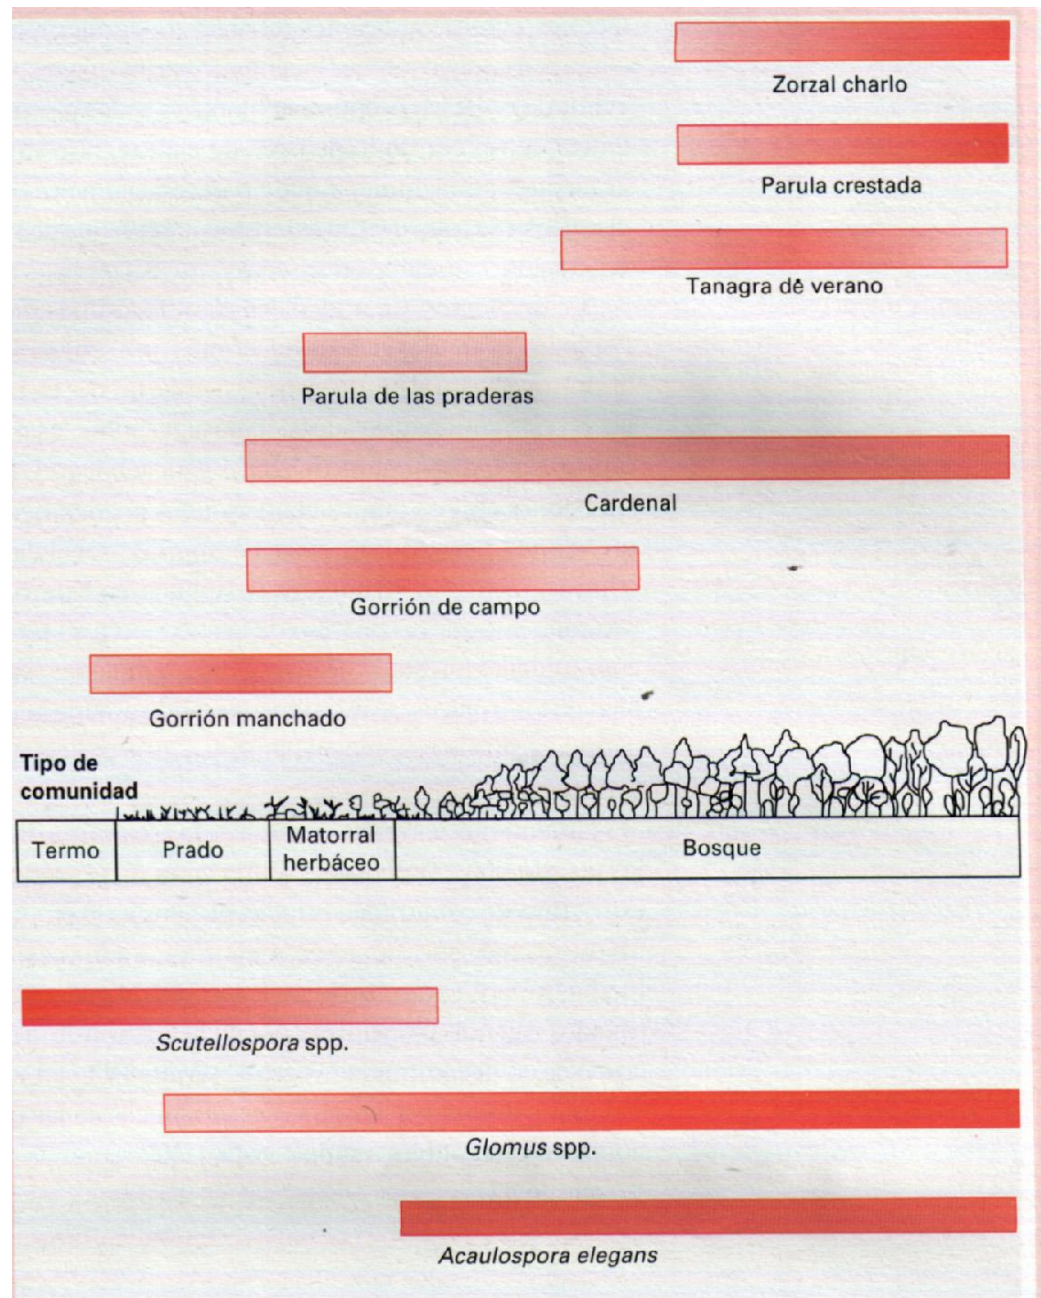 Zorzal charlo
Parula crestada
Tanagra de verano
Parula de las praderas
Cardenal
Gorrión de campo
Gorrión manchado
Tipo de
comunidad
Termo
Prado
Matorral
herbáceo
Bosque
Scutellospora spp.
Glomus spp.
Acaulospora elegans